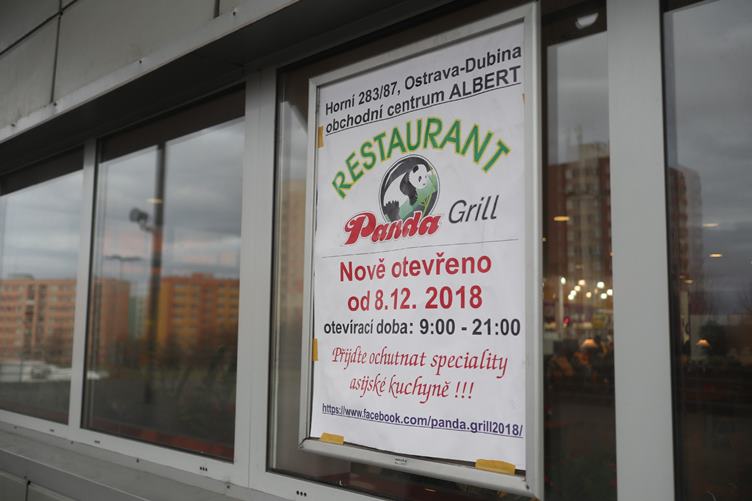 Horní 283/87, Ostrava-Dubina
obchodní centrum ALBERT
RESTAURANT
Panda Grill
Nově otevřeno
od 8.12. 2018
otevírací doba: 9:00 - 21:00
Přijďte ochutnat speciality
asijské kuchyně !!!
https://www.facebook.com/panda.grill2018/